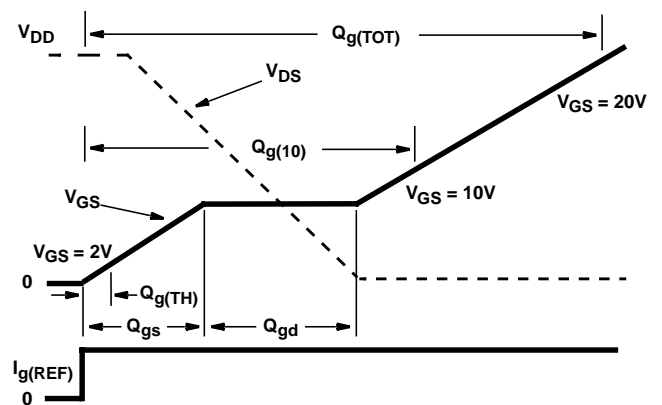 V_DD
Q_g(TOT)
V_DS
V_GS = 20V
Q_g(10)
V_GS
V_GS = 10V
V_GS = 2V
0
Q_g(TH)
Q_gs
Q_gd
I_g(REF)
0